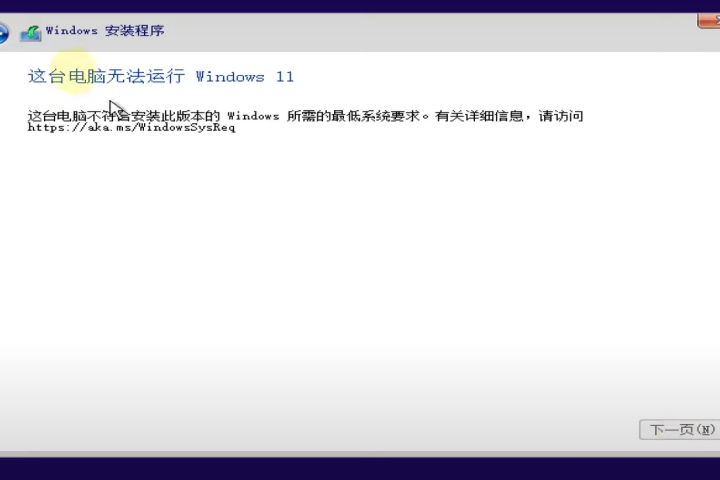 Windows 安装程序
这台电脑无法运行 Windows 11
这台电脑不符合安装此版本的 Windows 所需的最低系统要求。有关详细信息，请访问
https://aka.ms/WindowsSysReq
下一页(N)